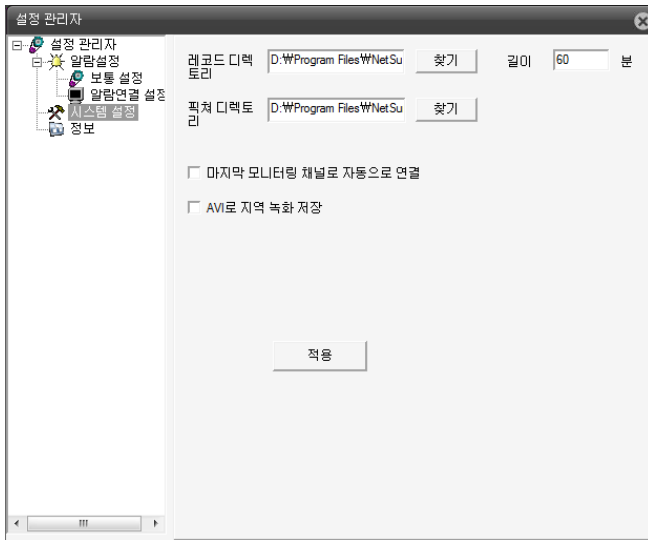 설정 관리자
설정 관리자
알람설정
보통 설정
알람연결 설정
시스템 설정
정보
레코드 디렉
토리
D:₩Program Files₩NetSu
찾기
길이
60
분
픽쳐 디렉토
리
D:₩Program Files₩NetSu
찾기
마지막 모니터링 채널로 자동으로 연결
AVI로 지역 녹화 저장
적용